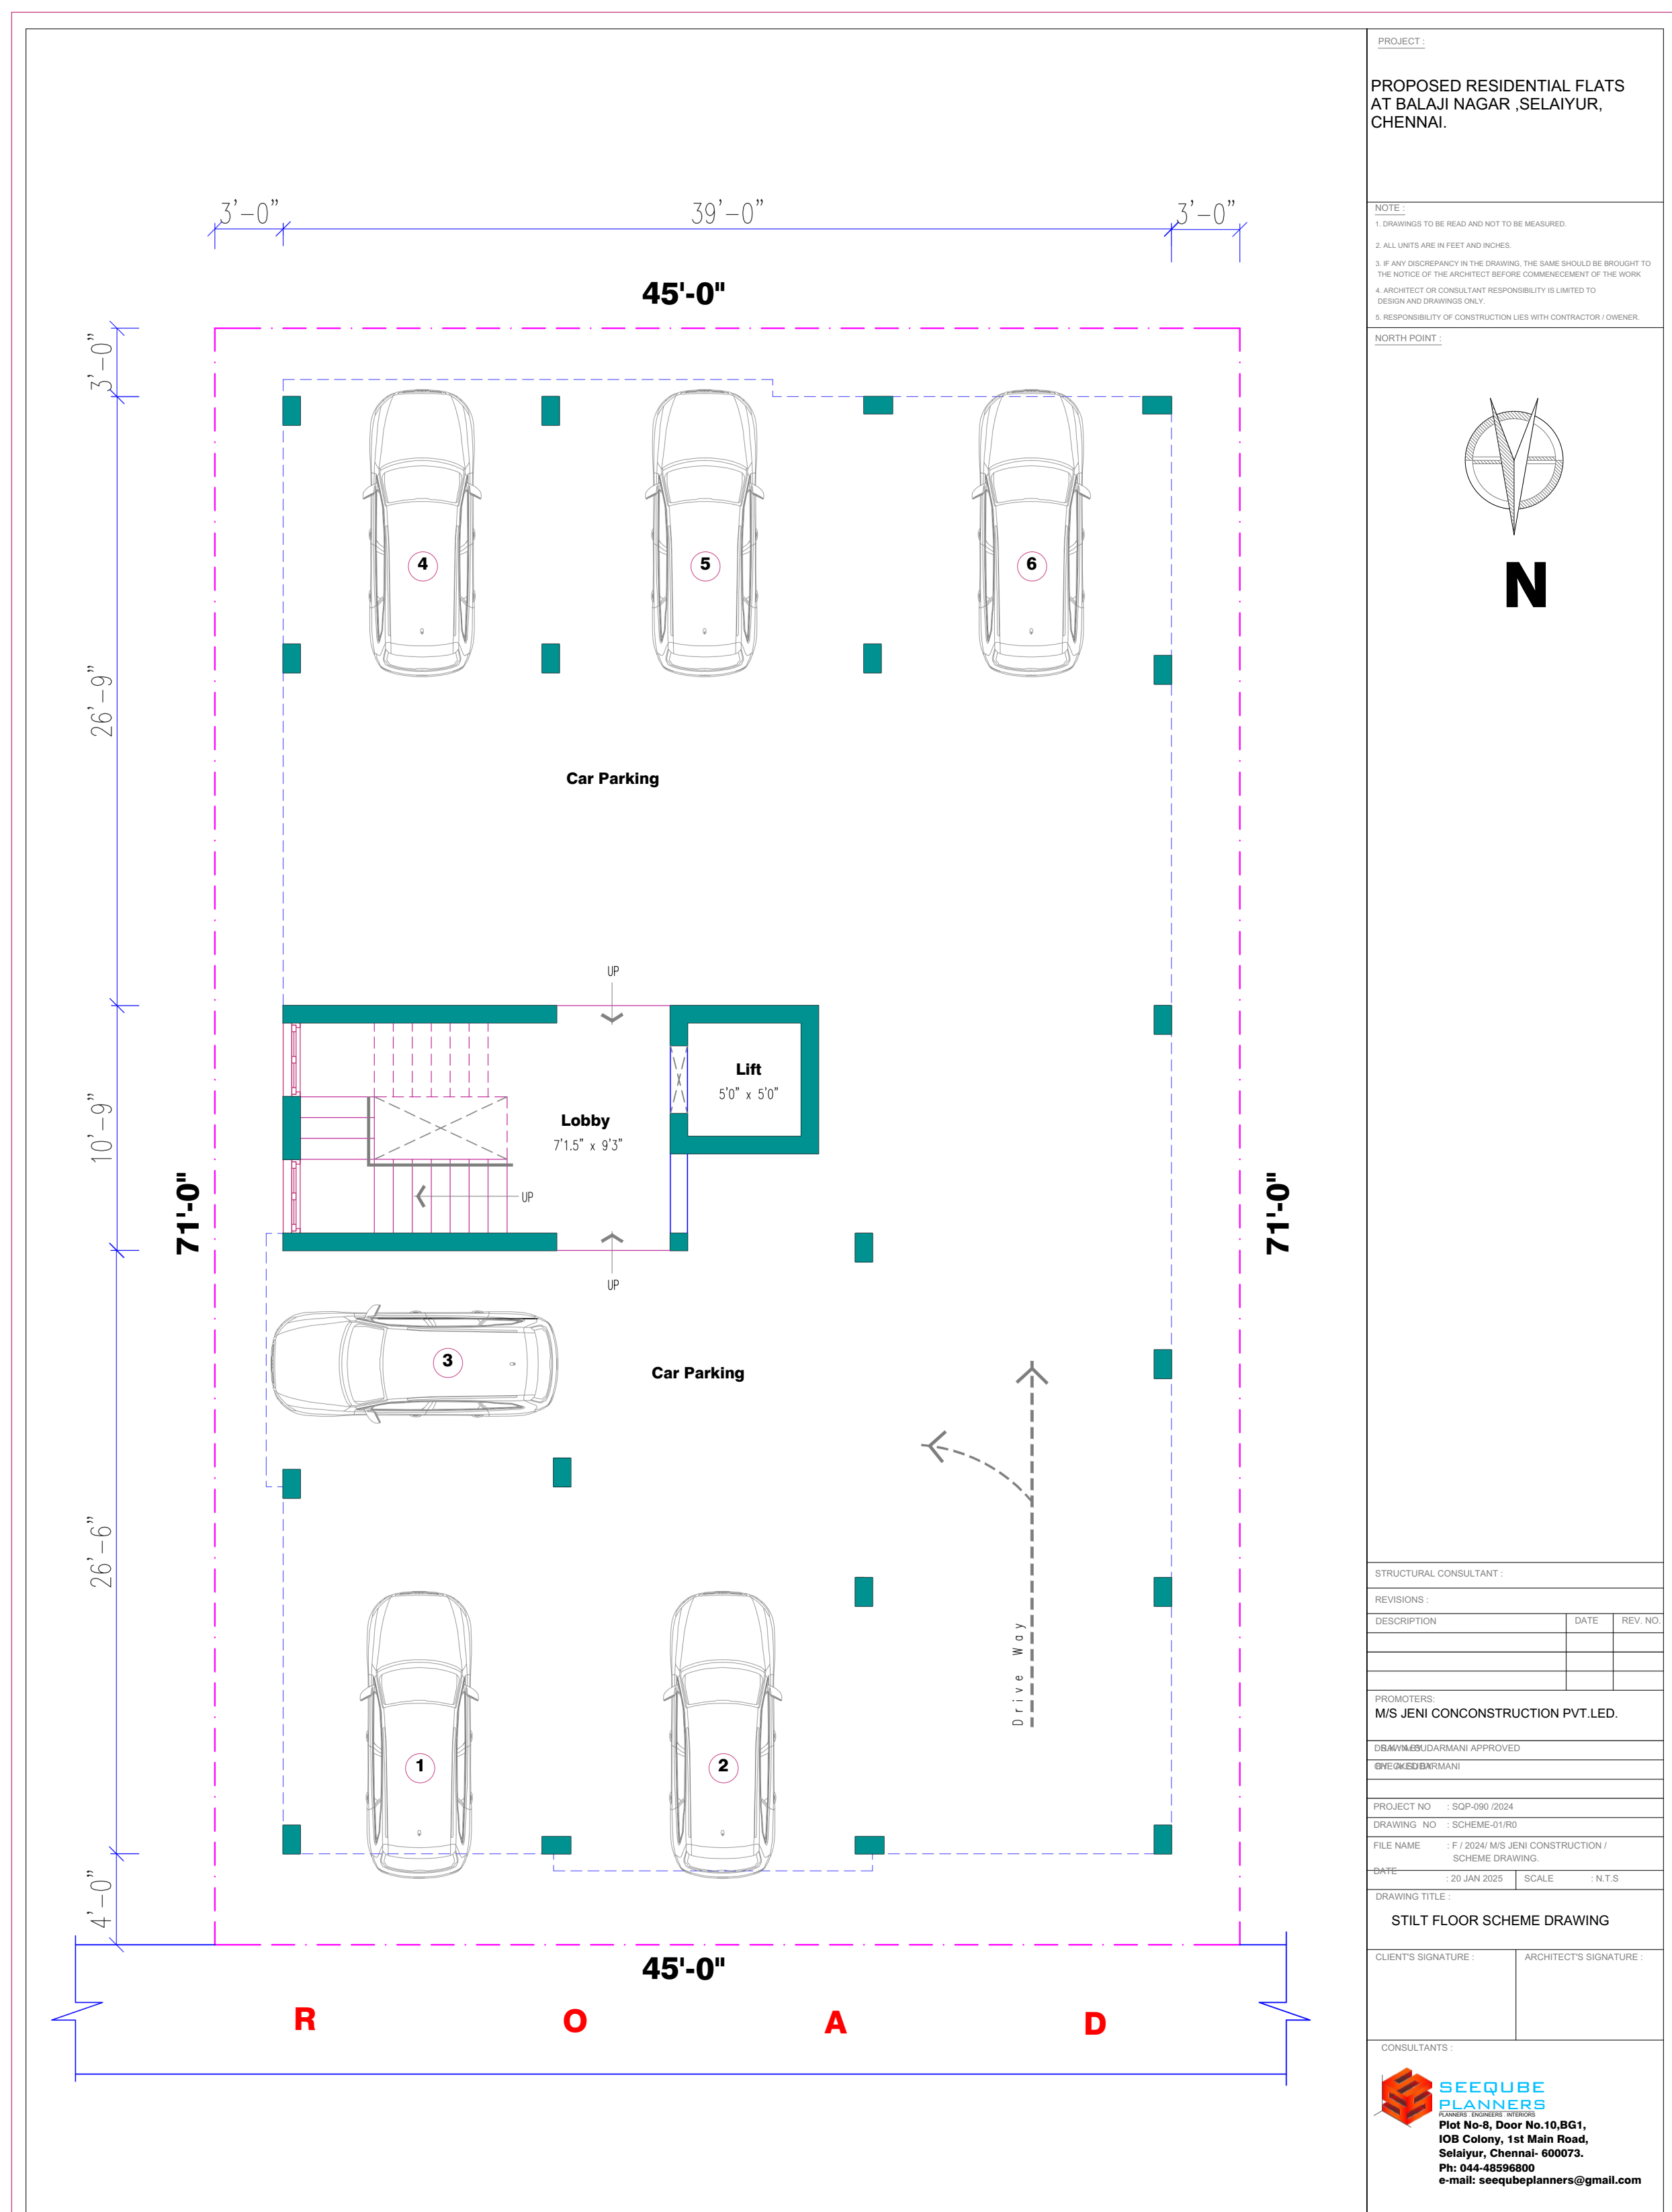 PROJECT :
PROPOSED RESIDENTIAL FLATS
AT BALAJI NAGAR ,SELAIYUR,
CHENNAI.
NOTE :
1. DRAWINGS TO BE READ AND NOT TO BE MEASURED.
2. ALL UNITS ARE IN FEET AND INCHES.
3. IF ANY DISCREPANCY IN THE DRAWING, THE SAME SHOULD BE BROUGHT TO
THE NOTICE OF THE ARCHITECT BEFORE COMMENECEMENT OF THE WORK
4. ARCHITECT OR CONSULTANT RESPONSIBILITY IS LIMITED TO
DESIGN AND DRAWINGS ONLY.
5. RESPONSIBILITY OF CONSTRUCTION LIES WITH CONTRACTOR / OWENER.
NORTH POINT :
N
3'-0" 39'-0" 3'-0"
45'-0"
3'-0"
4 5 6
26'-9"
Car Parking
UP
Lift
5'0" x 5'0"
Lobby
7'1.5" x 9'3"
10'-9"
UP
71'-0" 71'-0"
UP
3
Car Parking
26'-6"
Drive Way
1 2
4'-0"
45'-0"
R O A D
STRUCTURAL CONSULTANT :
REVISIONS :
DESCRIPTION DATE REV. NO.
PROMOTERS:
M/S JENI CONCONSTRUCTION PVT.LED.
SUDARMANI APPROVED
PROJECT NO : SQP-090 /2024
DRAWING NO : SCHEME-01/R0
FILE NAME : F / 2024/ M/S JENI CONSTRUCTION /
SCHEME DRAWING.
DATE : 20 JAN 2025 SCALE : N.T.S
DRAWING TITLE :
STILT FLOOR SCHEME DRAWING
CLIENT'S SIGNATURE : ARCHITECT'S SIGNATURE :
CONSULTANTS :
SEEQUBE
PLANNERS
PLANNERS . ENGINEERS . INTERIORS
Plot No-8, Door No.10,BG1,
IOB Colony, 1st Main Road,
Selaiyur, Chennai- 600073.
Ph: 044-48596800
e-mail: seequbeplanners@gmail.com